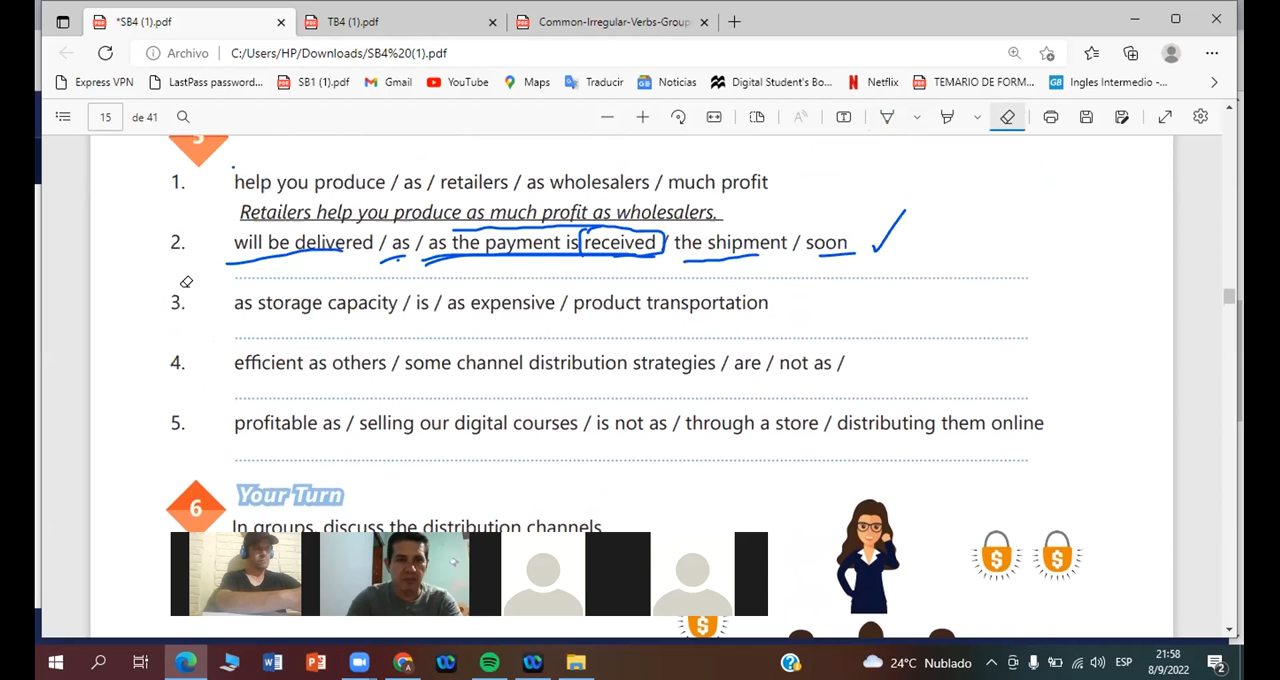 *SB4 (1).pdf
TB4 (1).pdf
Common-Irregular-Verbs-Group
Archivo
C:/Users/HP/Downloads/SB4%20(1).pdf
Express VPN
LastPass password...
SB1 (1).pdf
Gmail
YouTube
Maps
Traducir
Noticias
Digital Student's Bo...
Netflix
TEMARIO DE FORM...
Ingles Intermedio -...
15 de 41
5
1. help you produce / as / retailers / as wholesalers / much profit
Retailers help you produce as much profit as wholesalers.
2. will be delivered / as / as the payment is received / the shipment / soon
3. as storage capacity / is / as expensive / product transportation
4. efficient as others / some channel distribution strategies / are / not as /
5. profitable as / selling our digital courses / is not as / through a store / distributing them online
6 Your Turn
In groups, discuss the distribution channels
24°C Nublado
ESP
21:58
8/9/2022
2